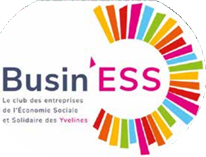 Busin'ESS
Le club des entreprises
de l'Économie Sociale
et Solidaire des Yvelines